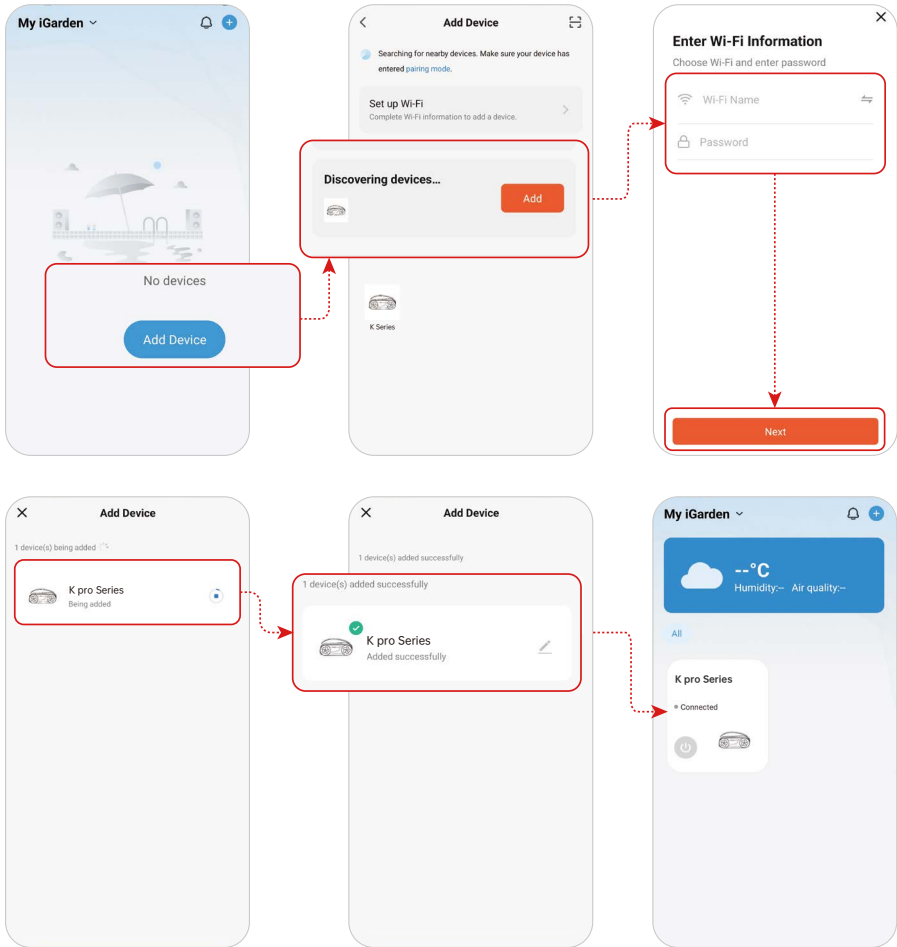 My iGarden
No devices
Add Device
Add Device
Searching for nearby devices. Make sure your device has
entered pairing mode.
Set up Wi-Fi
Complete Wi-Fi information to add a device.
Discovering devices...
Add
K Series
Enter Wi-Fi Information
Choose Wi-Fi and enter password
Wi-Fi Name
Password
Next
Add Device
1 device(s) being added
K pro Series
Being added
Add Device
1 device(s) added successfully
1 device(s) added successfully
K pro Series
Added successfully
My iGarden
--°C
Humidity:-- Air quality:--
All
K pro Series
Connected